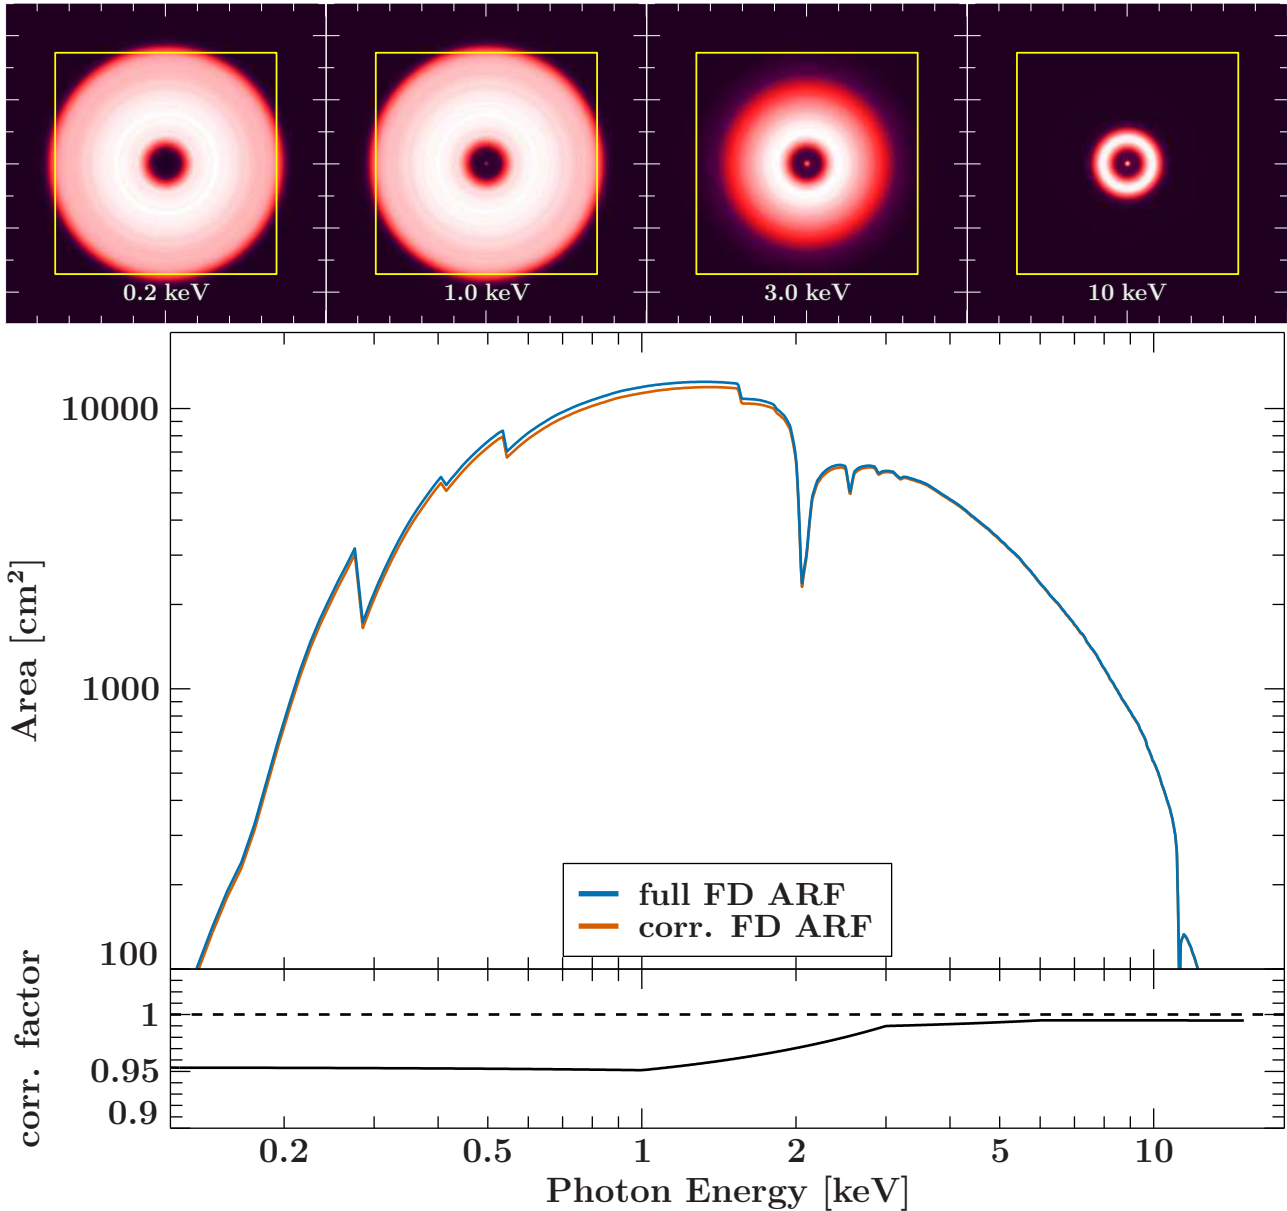 0.2 keV
1.0 keV
3.0 keV
10 keV
10000
1000
100
Area [cm²]
full FD ARF
corr. FD ARF
1
0.95
0.9
corr. factor
0.2
0.5
1
2
5
10
Photon Energy [keV]